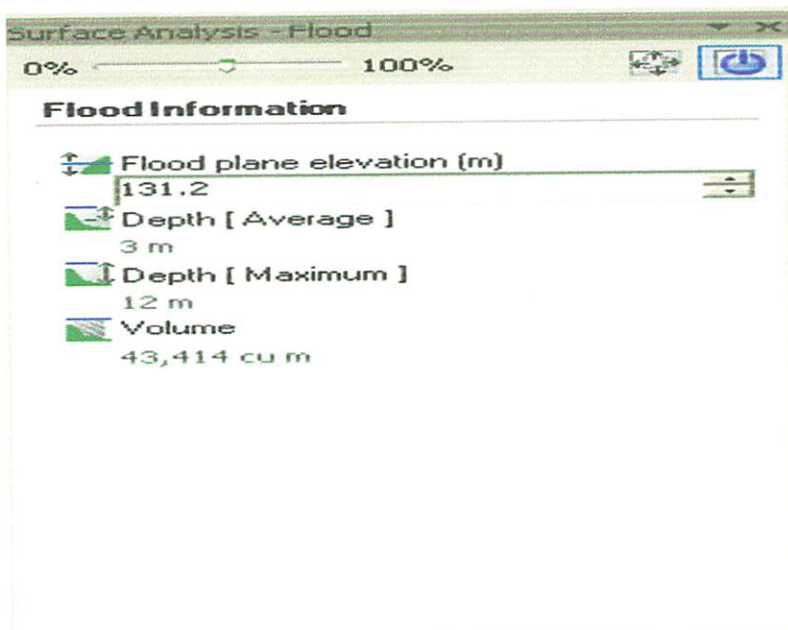 Surface Analysis - Flood
0% 100%
Flood Information
Flood plane elevation (m)
131.2
Depth [ Average ]
3 m
Depth [ Maximum ]
12 m
Volume
43,414 cu m